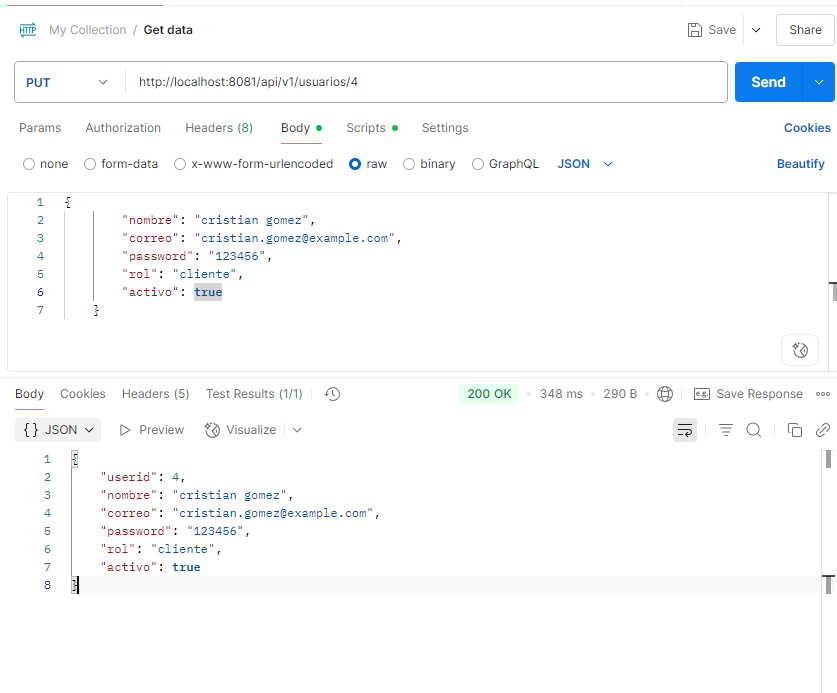 HTTP My Collection / Get data Save Share
PUT http://localhost:8081/api/v1/usuarios/4 Send
Params Authorization Headers (8) Body Scripts Settings Cookies
none form-data x-www-form-urlencoded raw binary GraphQL JSON Beautify
1 {
2 "nombre": "cristian gomez",
3 "correo": "cristian.gomez@example.com",
4 "password": "123456",
5 "rol": "cliente",
6 "activo": true
7 }
Body Cookies Headers (5) Test Results (1/1) 200 OK 348 ms 290 B e.g. Save Response
{} JSON Preview Visualize
1 {
2 "userid": 4,
3 "nombre": "cristian gomez",
4 "correo": "cristian.gomez@example.com",
5 "password": "123456",
6 "rol": "cliente",
7 "activo": true
8 }